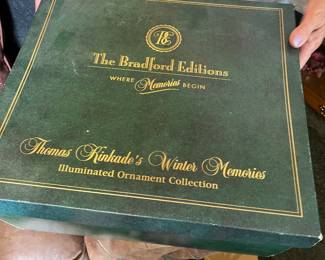 BE
The Bradford Editions
WHERE Memories BEGIN
Thomas Kinkade's Winter Memories
Illuminated Ornament Collection